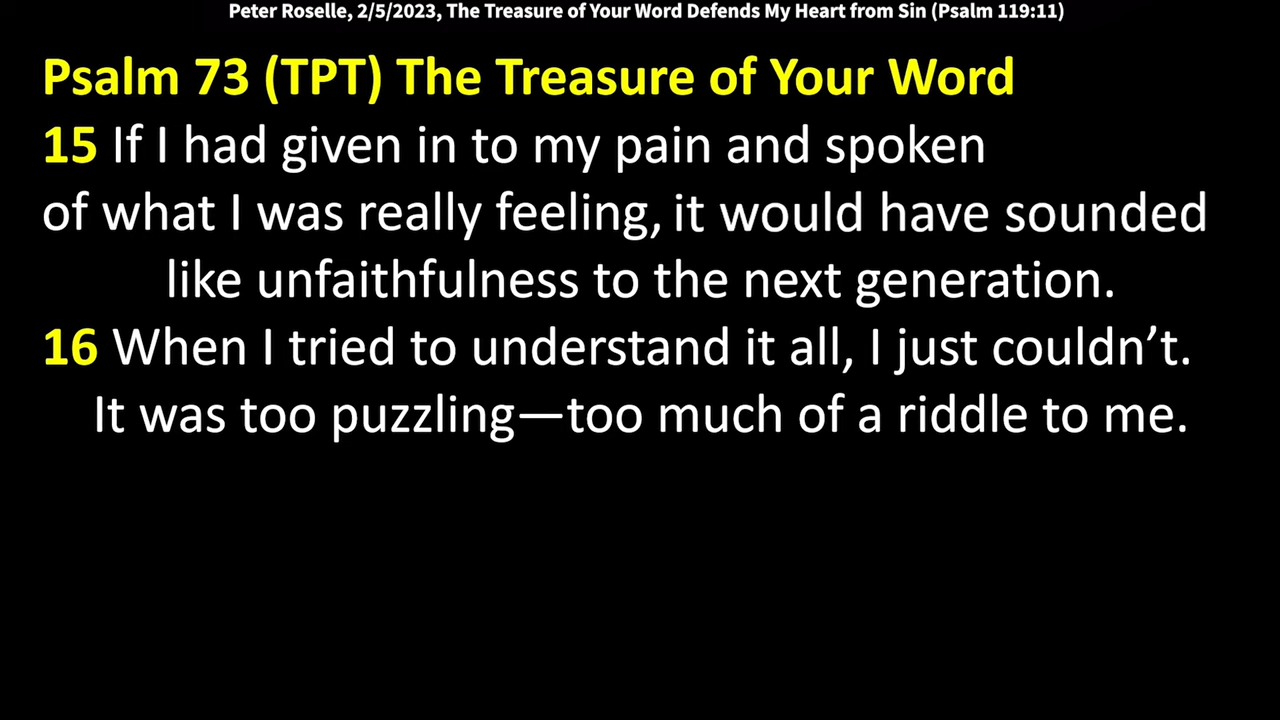 Peter Roselle, 2/5/2023, The Treasure of Your Word Defends My Heart from Sin (Psalm 119:11)
Psalm 73 (TPT) The Treasure of Your Word
15 If I had given in to my pain and spoken
of what I was really feeling, it would have sounded
like unfaithfulness to the next generation.
16 When I tried to understand it all, I just couldn’t.
It was too puzzling—too much of a riddle to me.